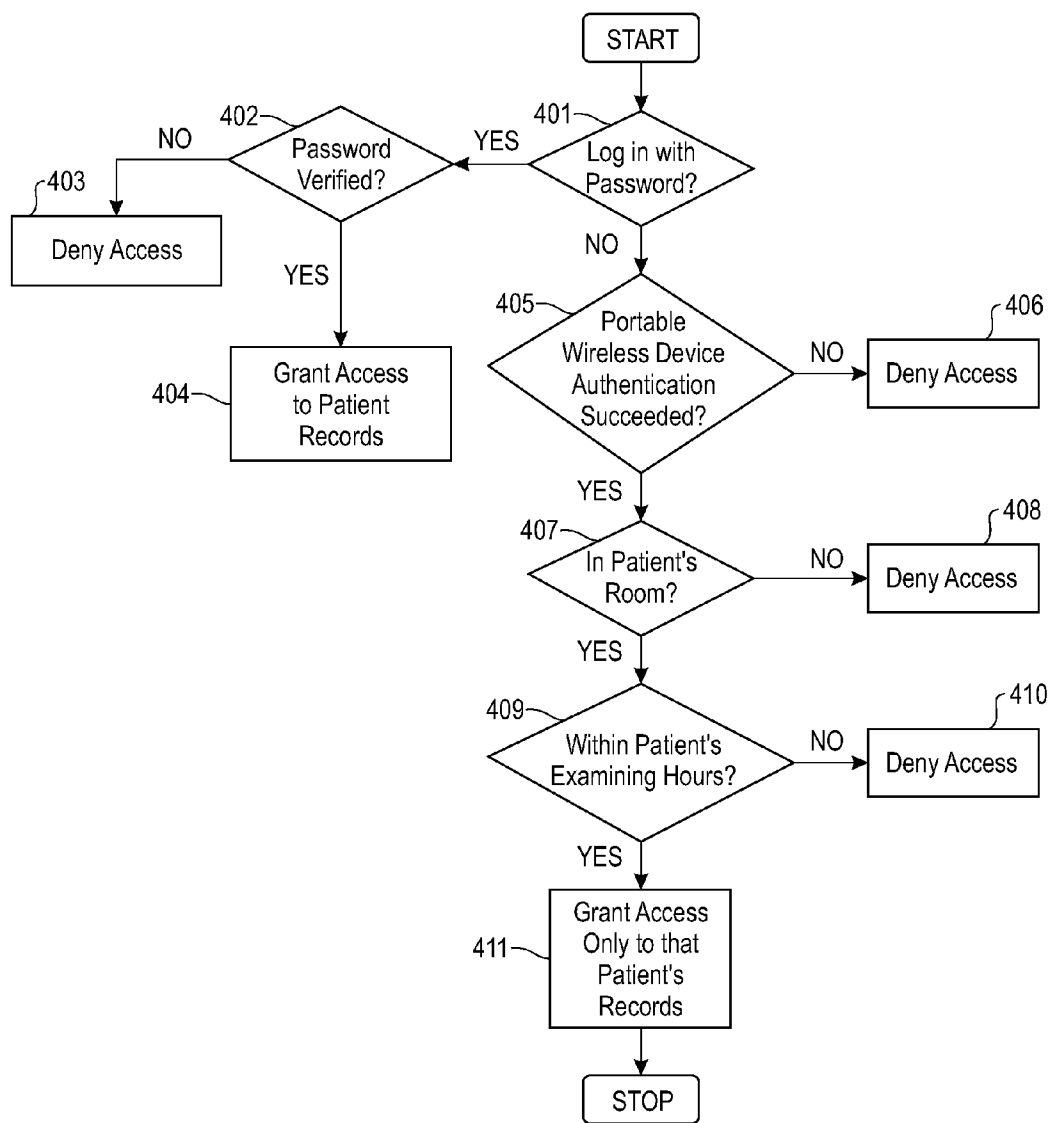 START
401
Log in with
Password?
YES
402
Password
Verified?
NO
403
Deny Access
YES
404
Grant Access
to Patient
Records
NO
405
Portable
Wireless Device
Authentication
Succeeded?
NO
406
Deny Access
YES
407
In Patient's
Room?
NO
408
Deny Access
YES
409
Within Patient's
Examining Hours?
NO
410
Deny Access
YES
411
Grant Access
Only to that
Patient's
Records
STOP